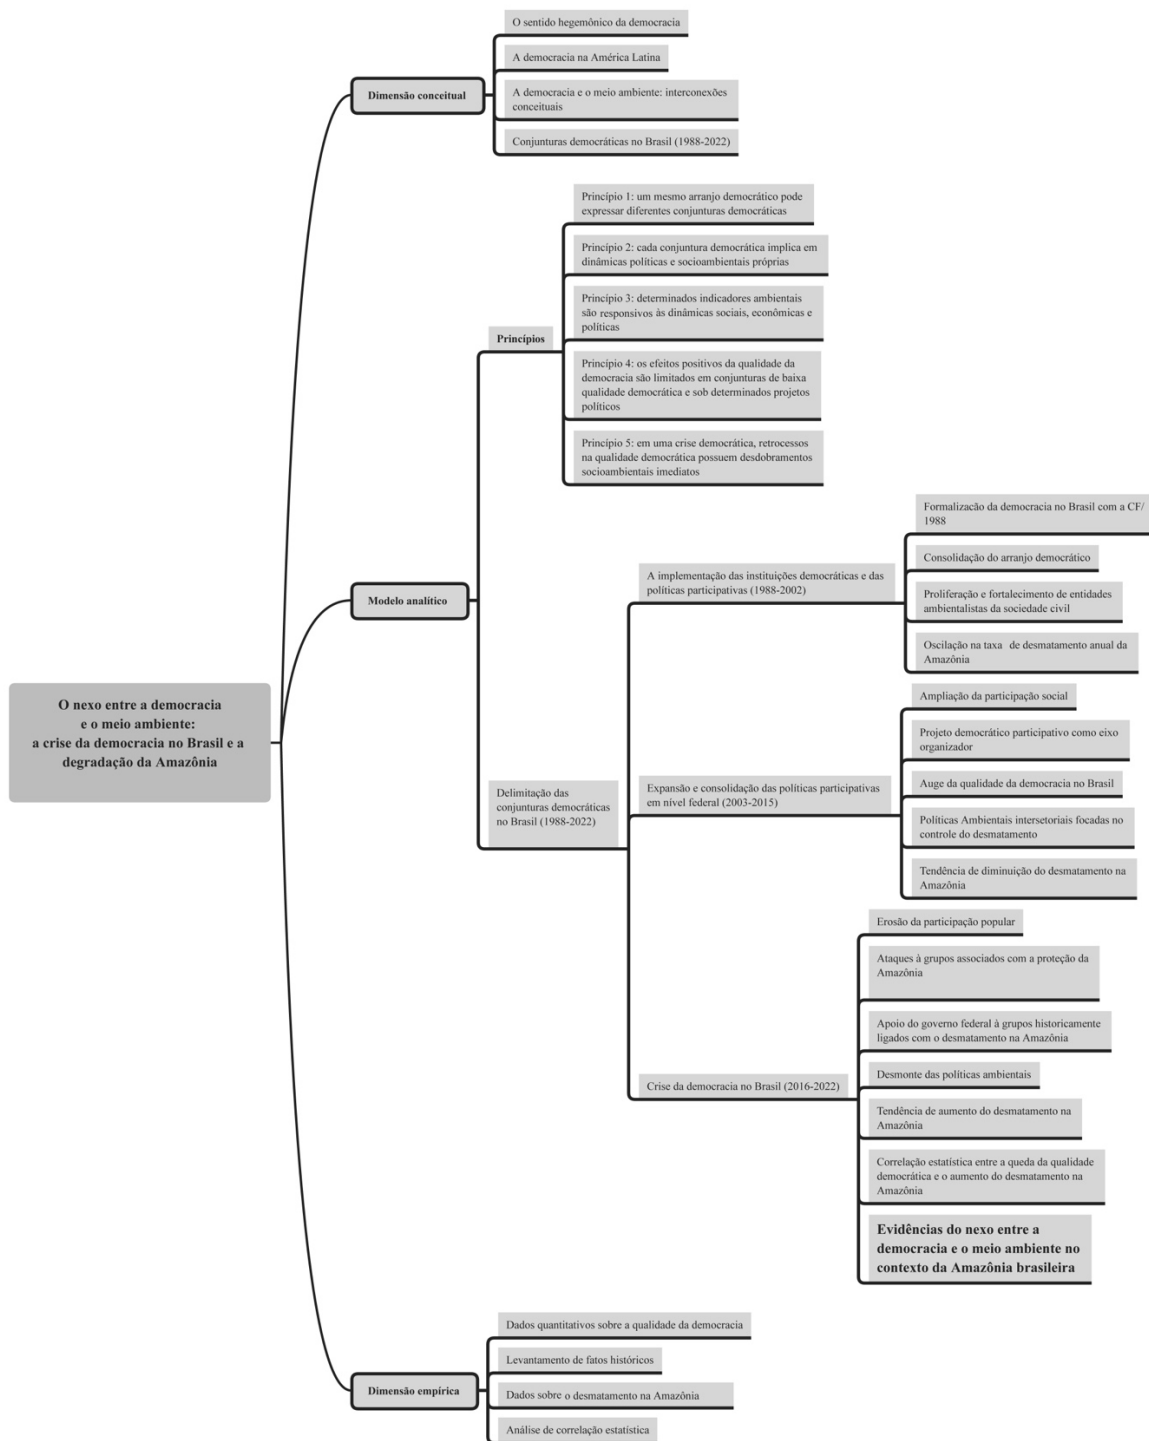 O sentido hegemônico da democracia
A democracia na América Latina
Dimensão conceitual
A democracia e o meio ambiente: interconexões
conceituais
Conjunturas democráticas no Brasil (1988-2022)
Princípio 1: um mesmo arranjo democrático pode
expressar diferentes conjunturas democráticas
Princípio 2: cada conjuntura democrática implica em
dinâmicas políticas e socioambientais próprias
Princípio 3: determinados indicadores ambientais
são responsivos às dinâmicas sociais, econômicas e
políticas
Princípios
Princípio 4: os efeitos positivos da qualidade da
democracia são limitados em conjunturas de baixa
qualidade democrática e sob determinados projetos
políticos
Princípio 5: em uma crise democrática, retrocessos
na qualidade democrática possuem desdobramentos
socioambientais imediatos
Modelo analítico
O nexo entre a democracia
e o meio ambiente:
a crise da democracia no Brasil e a
degradação da Amazônia
Delimitação das
conjunturas democráticas
no Brasil (1988-2022)
A implementação das instituições democráticas e das
políticas participativas (1988-2002)
Formalizacão da democracia no Brasil com a CF/
1988
Consolidação do arranjo democrático
Proliferação e fortalecimento de entidades
ambientalistas da sociedade civil
Oscilação na taxa de desmatamento anual da
Amazônia
Expansão e consolidação das políticas participativas
em nível federal (2003-2015)
Ampliação da participação social
Projeto democrático participativo como eixo
organizador
Auge da qualidade da democracia no Brasil
Políticas Ambientais intersetoriais focadas no
controle do desmatamento
Tendência de diminuição do desmatamento na
Amazônia
Crise da democracia no Brasil (2016-2022)
Erosão da participação popular
Ataques à grupos associados com a proteção da
Amazônia
Apoio do governo federal à grupos historicamente
ligados com o desmatamento na Amazônia
Desmonte das políticas ambientais
Tendência de aumento do desmatamento na
Amazônia
Correlação estatística entre a queda da qualidade
democrática e o aumento do desmatamento na
Amazônia
Evidências do nexo entre a
democracia e o meio ambiente no
contexto da Amazônia brasileira
Dimensão empírica
Dados quantitativos sobre a qualidade da democracia
Levantamento de fatos históricos
Dados sobre o desmatamento na Amazônia
Análise de correlação estatística